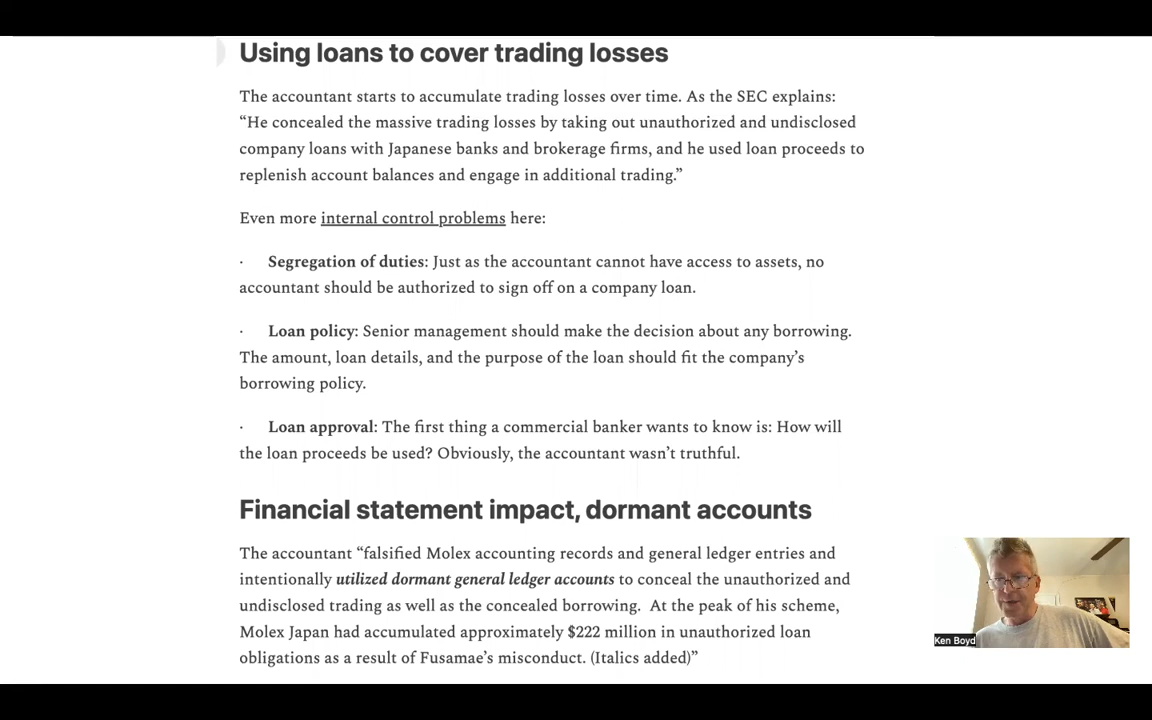 Using loans to cover trading losses
The accountant starts to accumulate trading losses over time. As the SEC explains:
“He concealed the massive trading losses by taking out unauthorized and undisclosed
company loans with Japanese banks and brokerage firms, and he used loan proceeds to
replenish account balances and engage in additional trading.”
Even more internal control problems here:
· Segregation of duties: Just as the accountant cannot have access to assets, no
accountant should be authorized to sign off on a company loan.
· Loan policy: Senior management should make the decision about any borrowing.
The amount, loan details, and the purpose of the loan should fit the company’s
borrowing policy.
· Loan approval: The first thing a commercial banker wants to know is: How will
the loan proceeds be used? Obviously, the accountant wasn’t truthful.
Financial statement impact, dormant accounts
The accountant “falsified Molex accounting records and general ledger entries and
intentionally utilized dormant general ledger accounts to conceal the unauthorized and
undisclosed trading as well as the concealed borrowing. At the peak of his scheme,
Molex Japan had accumulated approximately $222 million in unauthorized loan
obligations as a result of Fusamae’s misconduct. (Italics added)”
Ken Boyd